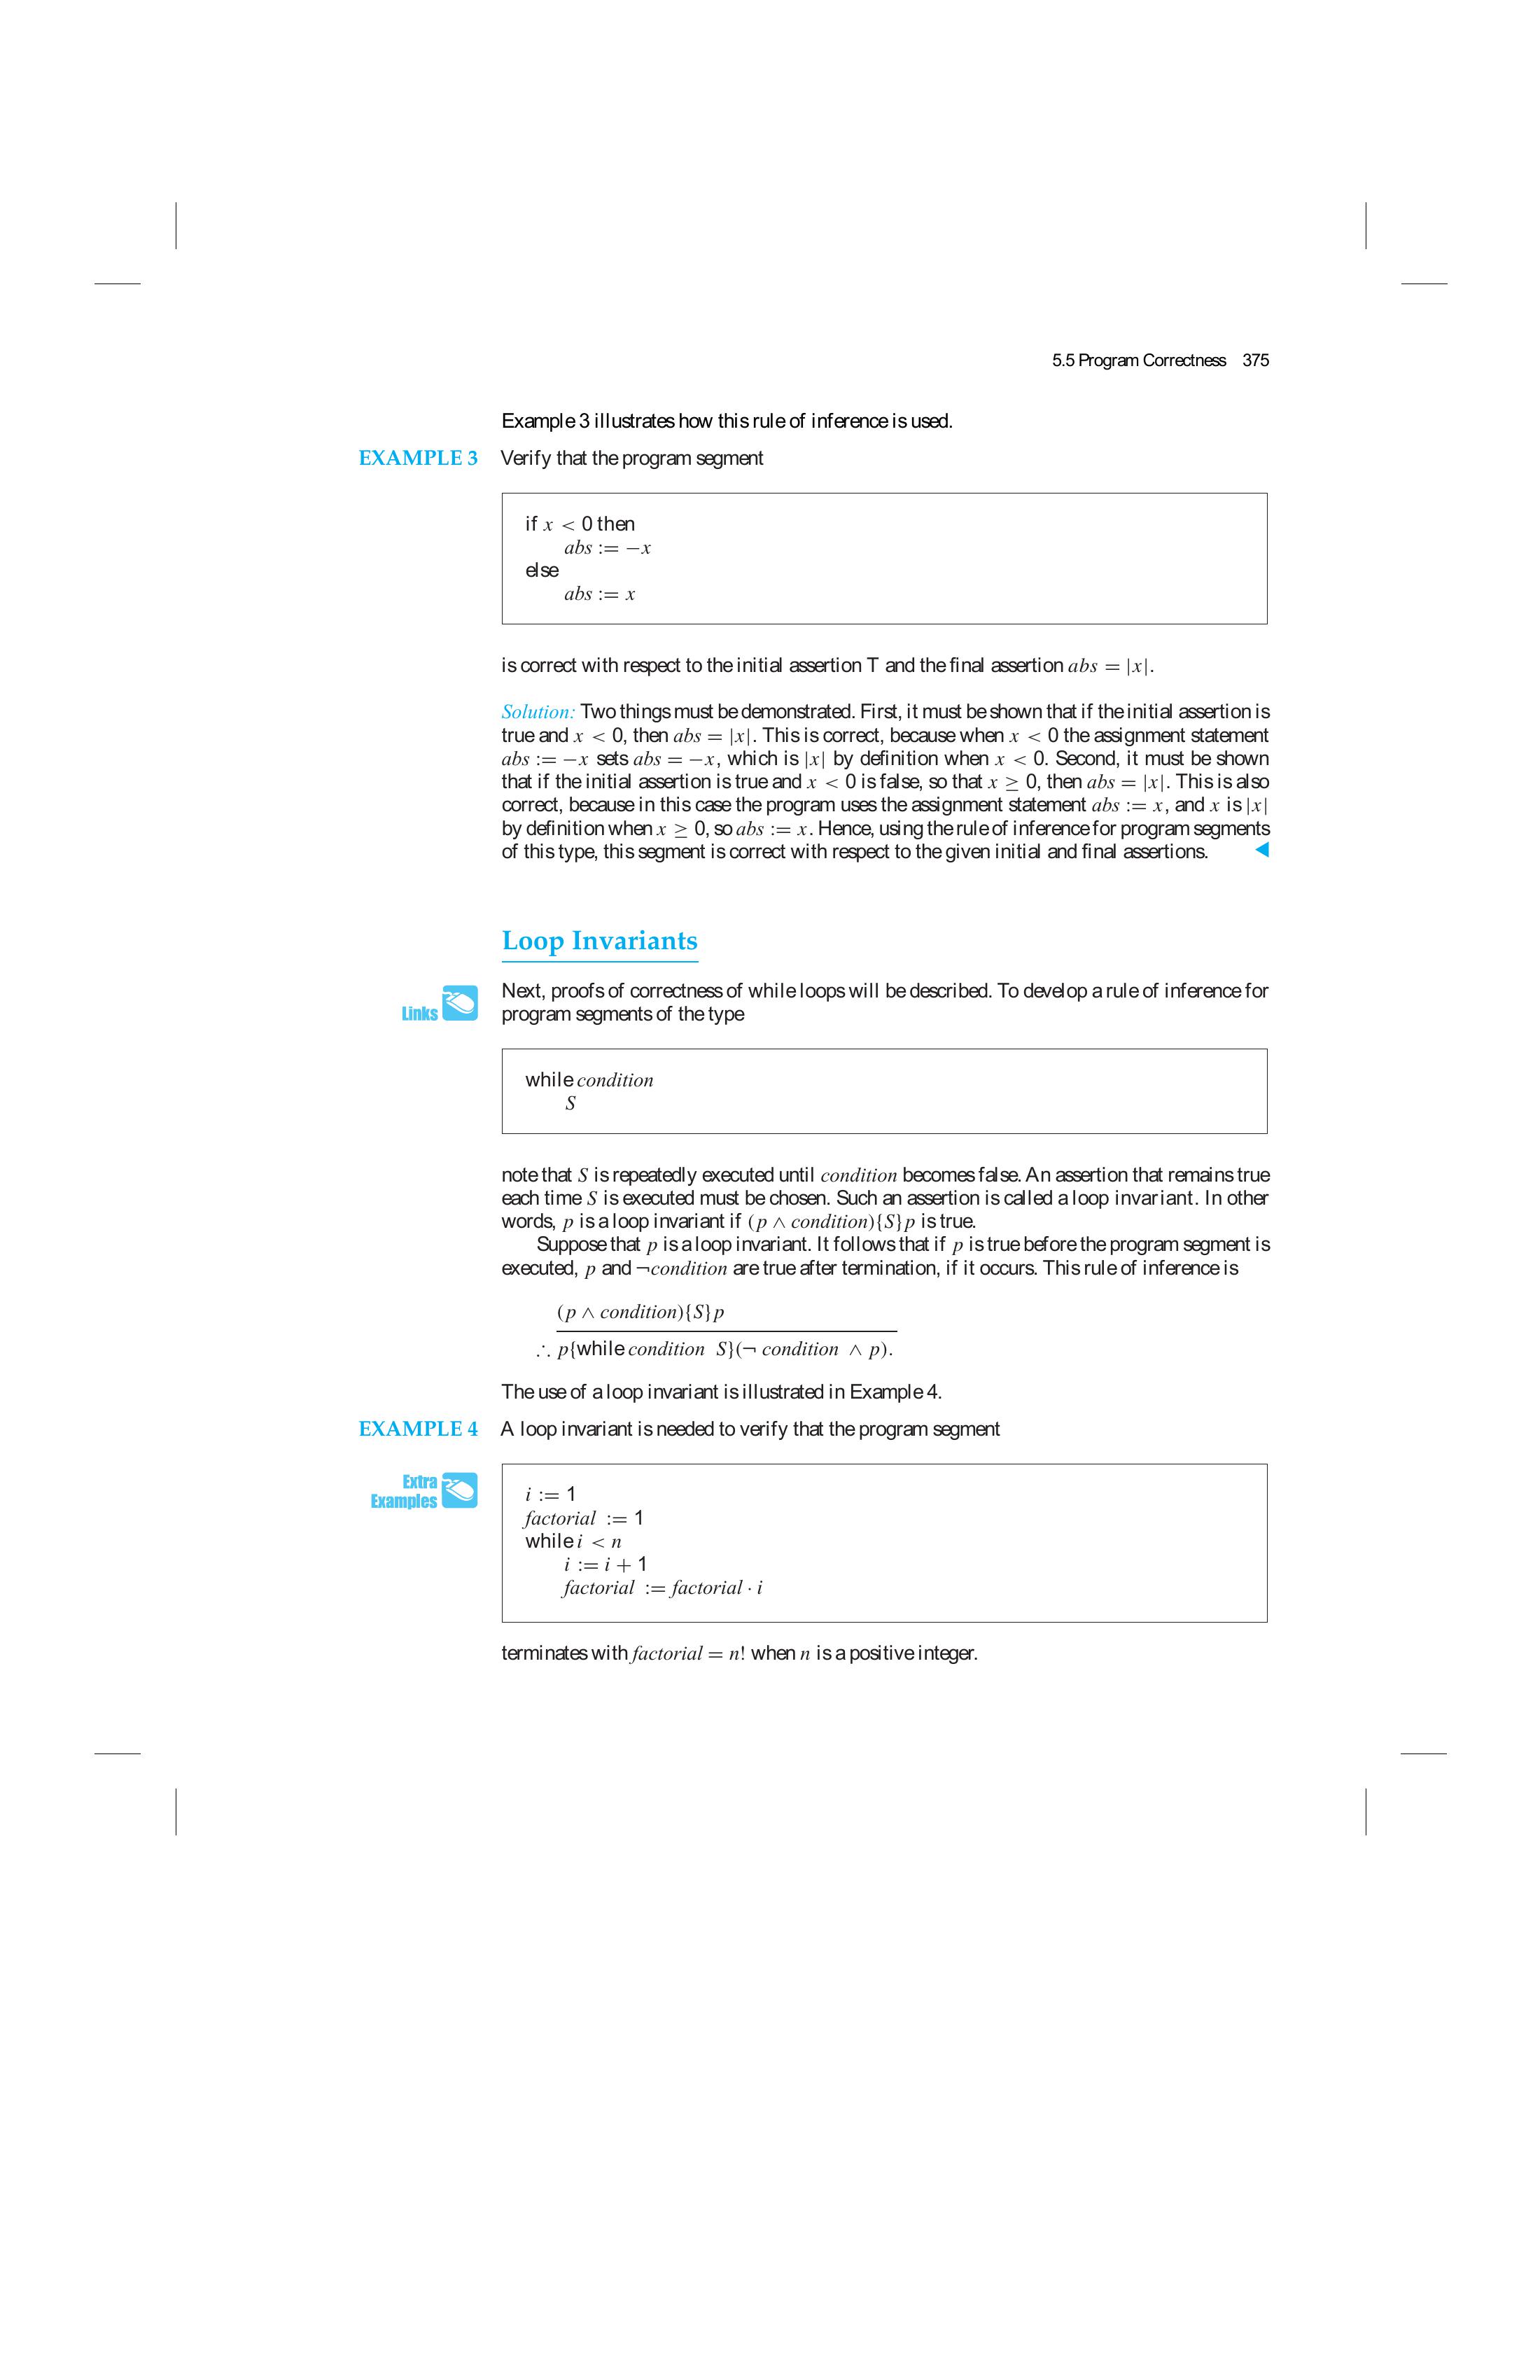 5.5 Program Correctness 375
Example 3 illustrates how this rule of inference is used.
EXAMPLE 3 Verify that the program segment
if x < 0 then
abs := −x
else
abs := x
is correct with respect to the initial assertion T and the final assertion abs = |x|.
Solution: Two things must be demonstrated. First, it must be shown that if the initial assertion is
true and x < 0, then abs = |x|. This is correct, because when x < 0 the assignment statement
abs := −x sets abs = −x, which is |x| by definition when x < 0. Second, it must be shown
that if the initial assertion is true and x < 0 is false, so that x ≥ 0, then abs = |x|. This is also
correct, because in this case the program uses the assignment statement abs := x, and x is |x|
by definition when x ≥ 0, so abs := x. Hence, using the rule of inference for program segments
of this type, this segment is correct with respect to the given initial and final assertions.
Loop Invariants
Links
Next, proofs of correctness of while loops will be described. To develop a rule of inference for
program segments of the type
while condition
S
note that S is repeatedly executed until condition becomes false. An assertion that remains true
each time S is executed must be chosen. Such an assertion is called a loop invariant. In other
words, p is a loop invariant if (p ∧ condition){S}p is true.
Suppose that p is a loop invariant. It follows that if p is true before the program segment is
executed, p and ¬condition are true after termination, if it occurs. This rule of inference is
(p ∧ condition){S}p
∴ p{while condition S}(¬ condition ∧ p).
The use of a loop invariant is illustrated in Example 4.
EXAMPLE 4 A loop invariant is needed to verify that the program segment
Extra
Examples
i := 1
factorial := 1
while i < n
i := i + 1
factorial := factorial · i
terminates with factorial = n! when n is a positive integer.